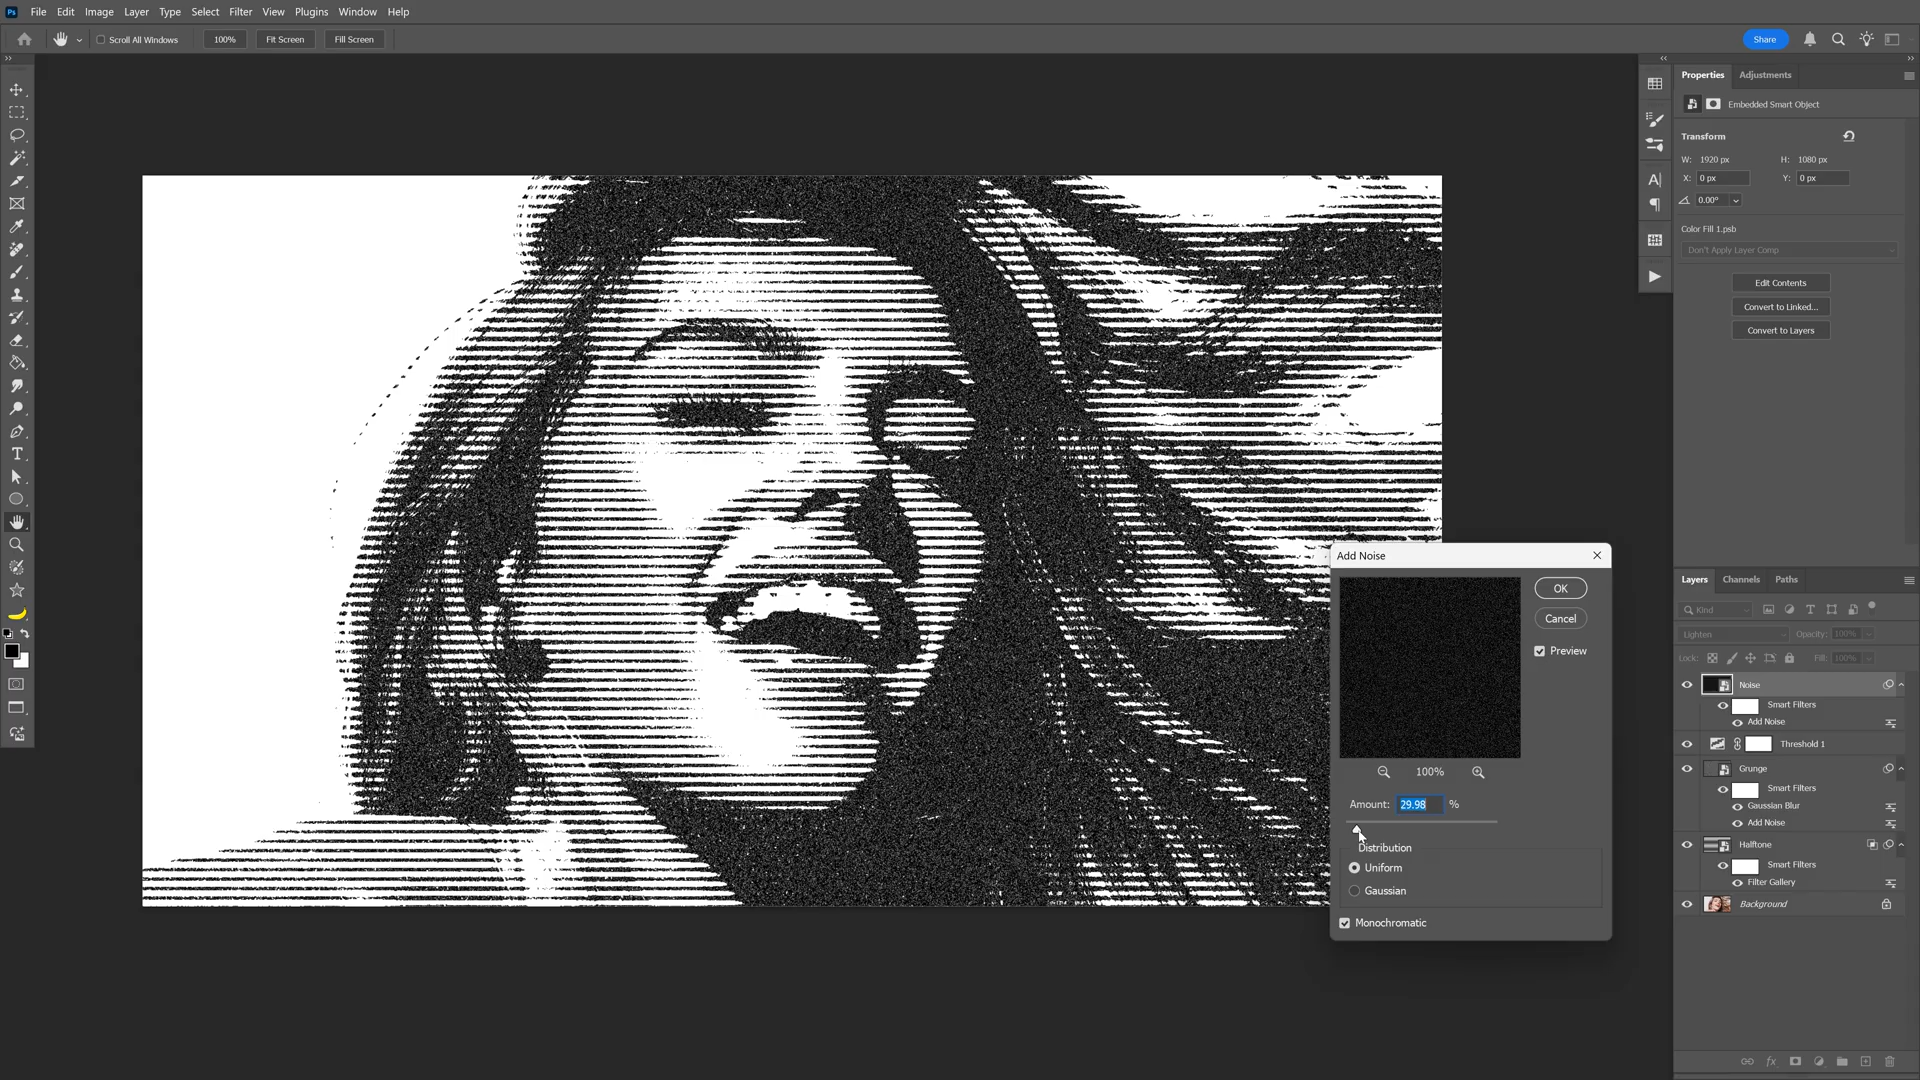 Ps File Edit Image Layer Type Select Filter View Plugins Window Help
Scroll All Windows 100% Fit Screen Fill Screen Share
Properties Adjustments
Embedded Smart Object
Transform
W: 1920 px H: 1080 px
X: 0 px Y: 0 px
0.00°
Color Fill 1.psb
Don't Apply Layer Comp
Edit Contents
Convert to Linked...
Convert to Layers
Add Noise
OK
Cancel
Preview
100%
Amount: 29.98 %
Distribution
Uniform
Gaussian
Monochromatic
Layers Channels Paths
Kind
Lighten Opacity: 100%
Lock: Fill: 100%
Noise
Smart Filters
Add Noise
Threshold 1
Grunge
Smart Filters
Gaussian Blur
Add Noise
Halftone
Smart Filters
Filter Gallery
Background